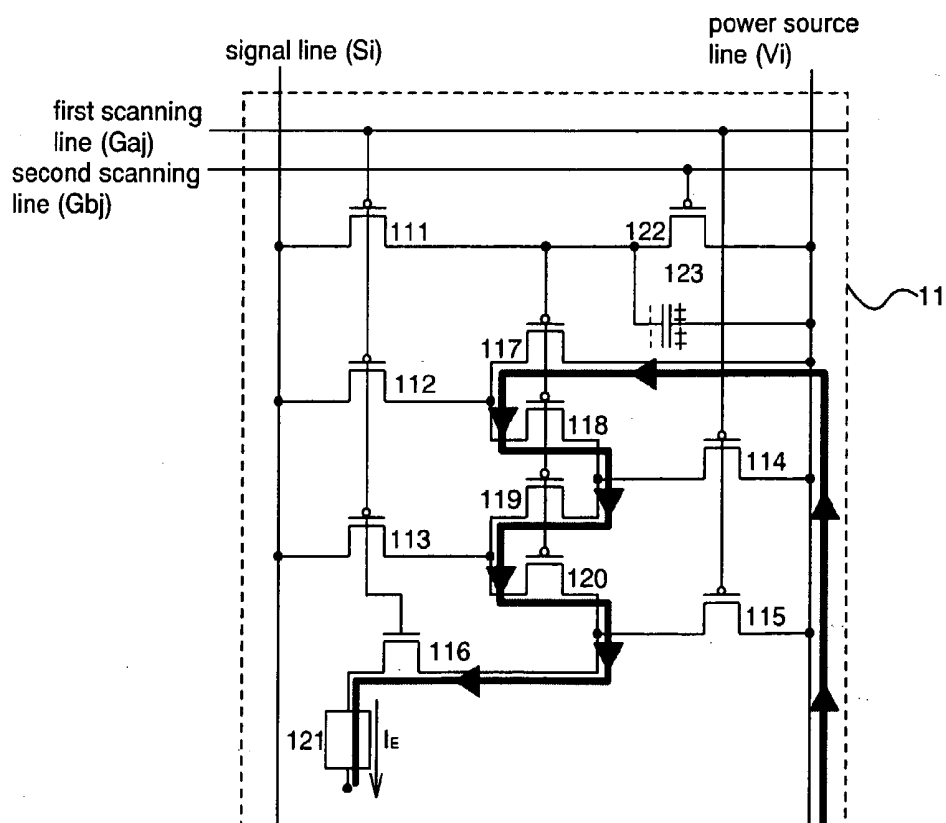 power source
line (Vi)
signal line (Si)
first scanning
line (Gaj)
second scanning
line (Gbj)
111
122
123
11
117
112
118
114
119
113
120
115
116
121
IE